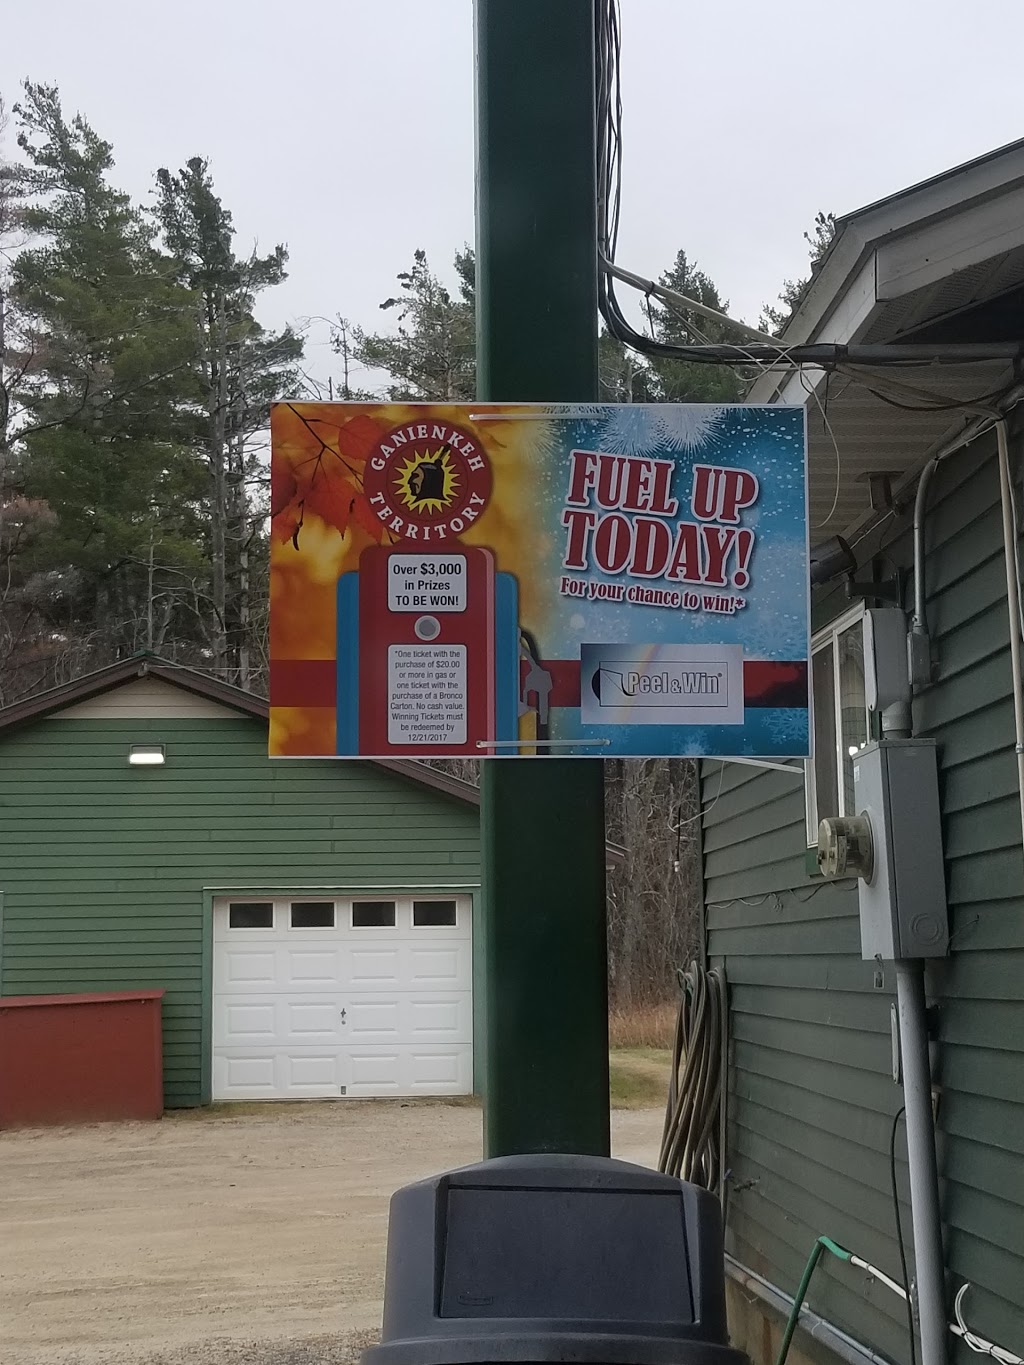 GANIENKEH
TERRITORY
Over $3,000
in Prizes
TO BE WON!
*One ticket with the
purchase of $20.00
or more in gas or
one ticket with the
purchase of a Bronco
Carton. No cash value.
Winning Tickets must
be redeemed by
12/21/2017
FUEL UP
TODAY!
For your chance to win!*
Peel & Win®